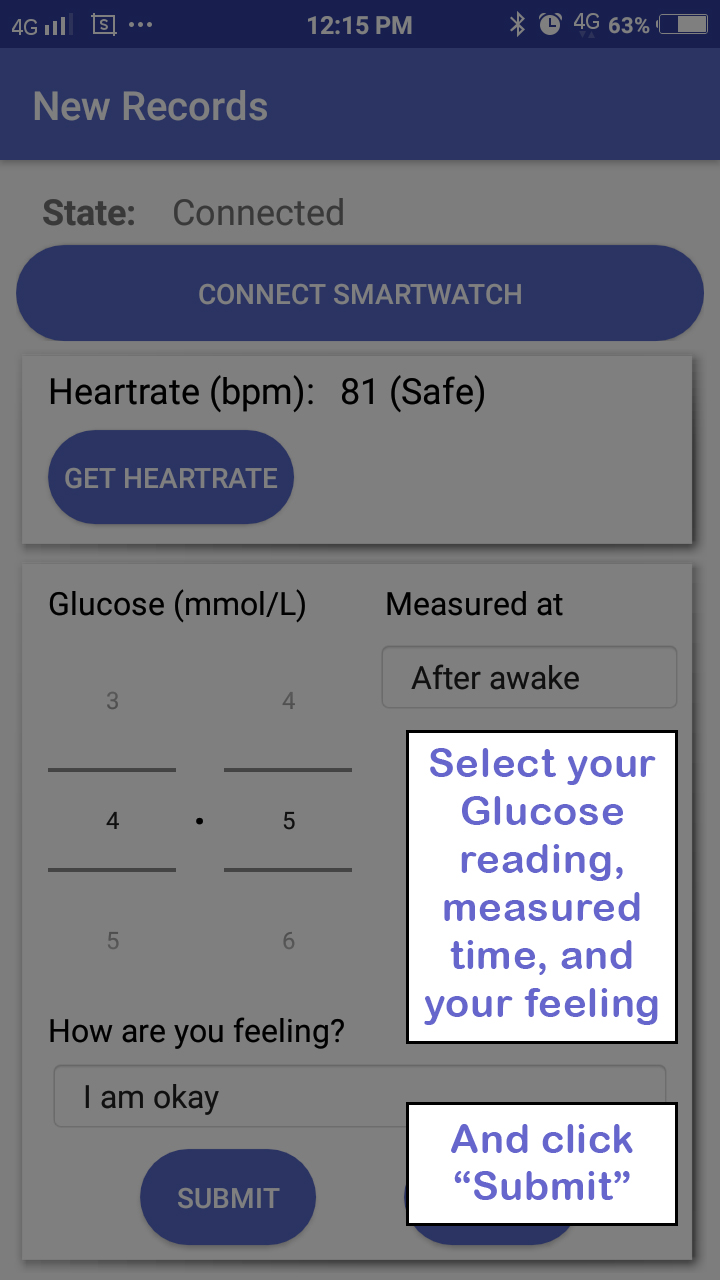 4G S ... 12:15 PM 4G 63%
New Records
State: Connected
CONNECT SMARTWATCH
Heartrate (bpm): 81 (Safe)
GET HEARTRATE
Glucose (mmol/L) Measured at
After awake
3 4
4 . 5
5 6
Select your
Glucose
reading,
measured
time, and
your feeling
How are you feeling?
I am okay
And click
“Submit”
SUBMIT